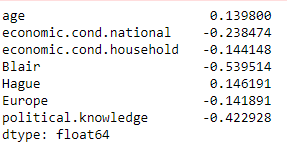 age 0.139800
economic.cond.national -0.238474
economic.cond.household -0.144148
Blair -0.539514
Hague 0.146191
Europe -0.141891
political.knowledge -0.422928
dtype: float64